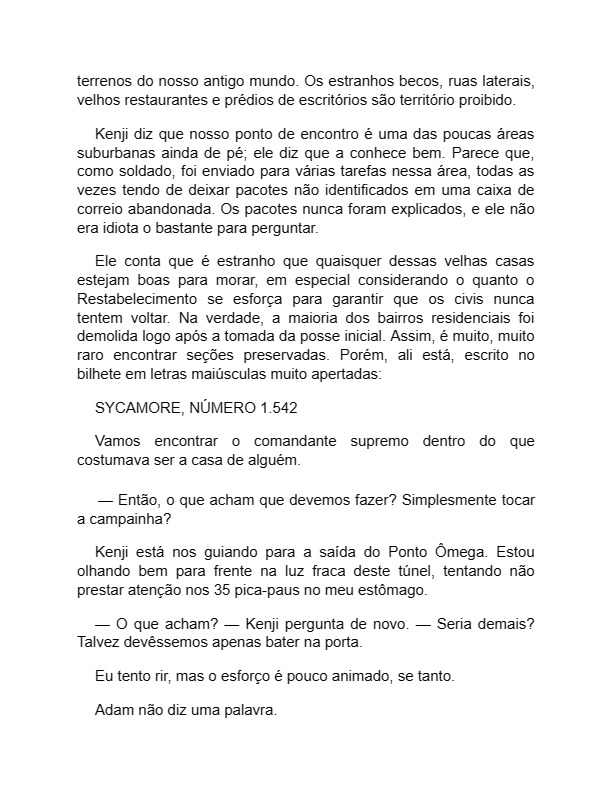 terrenos do nosso antigo mundo. Os estranhos becos, ruas laterais,
velhos restaurantes e prédios de escritórios são território proibido.
Kenji diz que nosso ponto de encontro é uma das poucas áreas
suburbanas ainda de pé; ele diz que a conhece bem. Parece que,
como soldado, foi enviado para várias tarefas nessa área, todas as
vezes tendo de deixar pacotes não identificados em uma caixa de
correio abandonada. Os pacotes nunca foram explicados, e ele não
era idiota o bastante para perguntar.
Ele conta que é estranho que quaisquer dessas velhas casas
estejam boas para morar, em especial considerando o quanto o
Restabelecimento se esforça para garantir que os civis nunca
tentem voltar. Na verdade, a maioria dos bairros residenciais foi
demolida logo após a tomada da posse inicial. Assim, é muito, muito
raro encontrar seções preservadas. Porém, ali está, escrito no
bilhete em letras maiúsculas muito apertadas:
SYCAMORE, NÚMERO 1.542
Vamos encontrar o comandante supremo dentro do que
costumava ser a casa de alguém.
— Então, o que acham que devemos fazer? Simplesmente tocar
a campainha?
Kenji está nos guiando para a saída do Ponto Ômega. Estou
olhando bem para frente na luz fraca deste túnel, tentando não
prestar atenção nos 35 pica-paus no meu estômago.
— O que acham? — Kenji pergunta de novo. — Seria demais?
Talvez devêssemos apenas bater na porta.
Eu tento rir, mas o esforço é pouco animado, se tanto.
Adam não diz uma palavra.